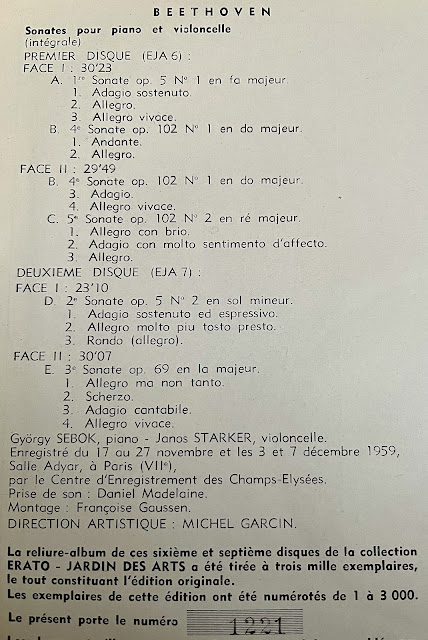 BEETHOVEN
Sonates pour piano et violoncelle
(intégrale)
PREMIER DISQUE (EJA 6) :
FACE I : 30'23
A. 1re Sonate op. 5 N° 1 en fa majeur.
1. Adagio sostenuto.
2. Allegro.
3. Allegro vivace.
B. 4e Sonate op. 102 N° 1 en do majeur.
1. Andante.
2. Allegro.
FACE II : 29'49
B. 4e Sonate op. 102 N° 1 en do majeur.
3. Adagio.
4. Allegro vivace.
C. 5e Sonate op. 102 N° 2 en ré majeur.
1. Allegro con brio.
2. Adagio con molto sentimento d'affecto.
3. Allegro.
DEUXIEME DISQUE (EJA 7) :
FACE I : 23'10
D. 2e Sonate op. 5 N° 2 en sol mineur.
1. Adagio sostenuto ed espressivo.
2. Allegro molto piu tosto presto.
3. Rondo (allegro).
FACE II : 30'07
E. 3e Sonate op. 69 en la majeur.
1. Allegro ma non tanto.
2. Scherzo.
3. Adagio cantabile.
4. Allegro vivace.
György SEBOK, piano - Janos STARKER, violoncelle.
Enregistré du 17 au 27 novembre et les 3 et 7 décembre 1959,
Salle Adyar, à Paris (VIIe),
par le Centre d'Enregistrement des Champs-Elysées.
Prise de son : Daniel Madelaine.
Montage : Françoise Gaussen.
DIRECTION ARTISTIQUE : MICHEL GARCIN.
La reliure-album de ces sixième et septième disques de la collection
ERATO - JARDIN DES ARTS a été tirée à trois mille exemplaires,
le tout constituant l'édition originale.
Les exemplaires de cette édition ont été numérotés de 1 à 3 000.
Le présent porte le numéro 1221